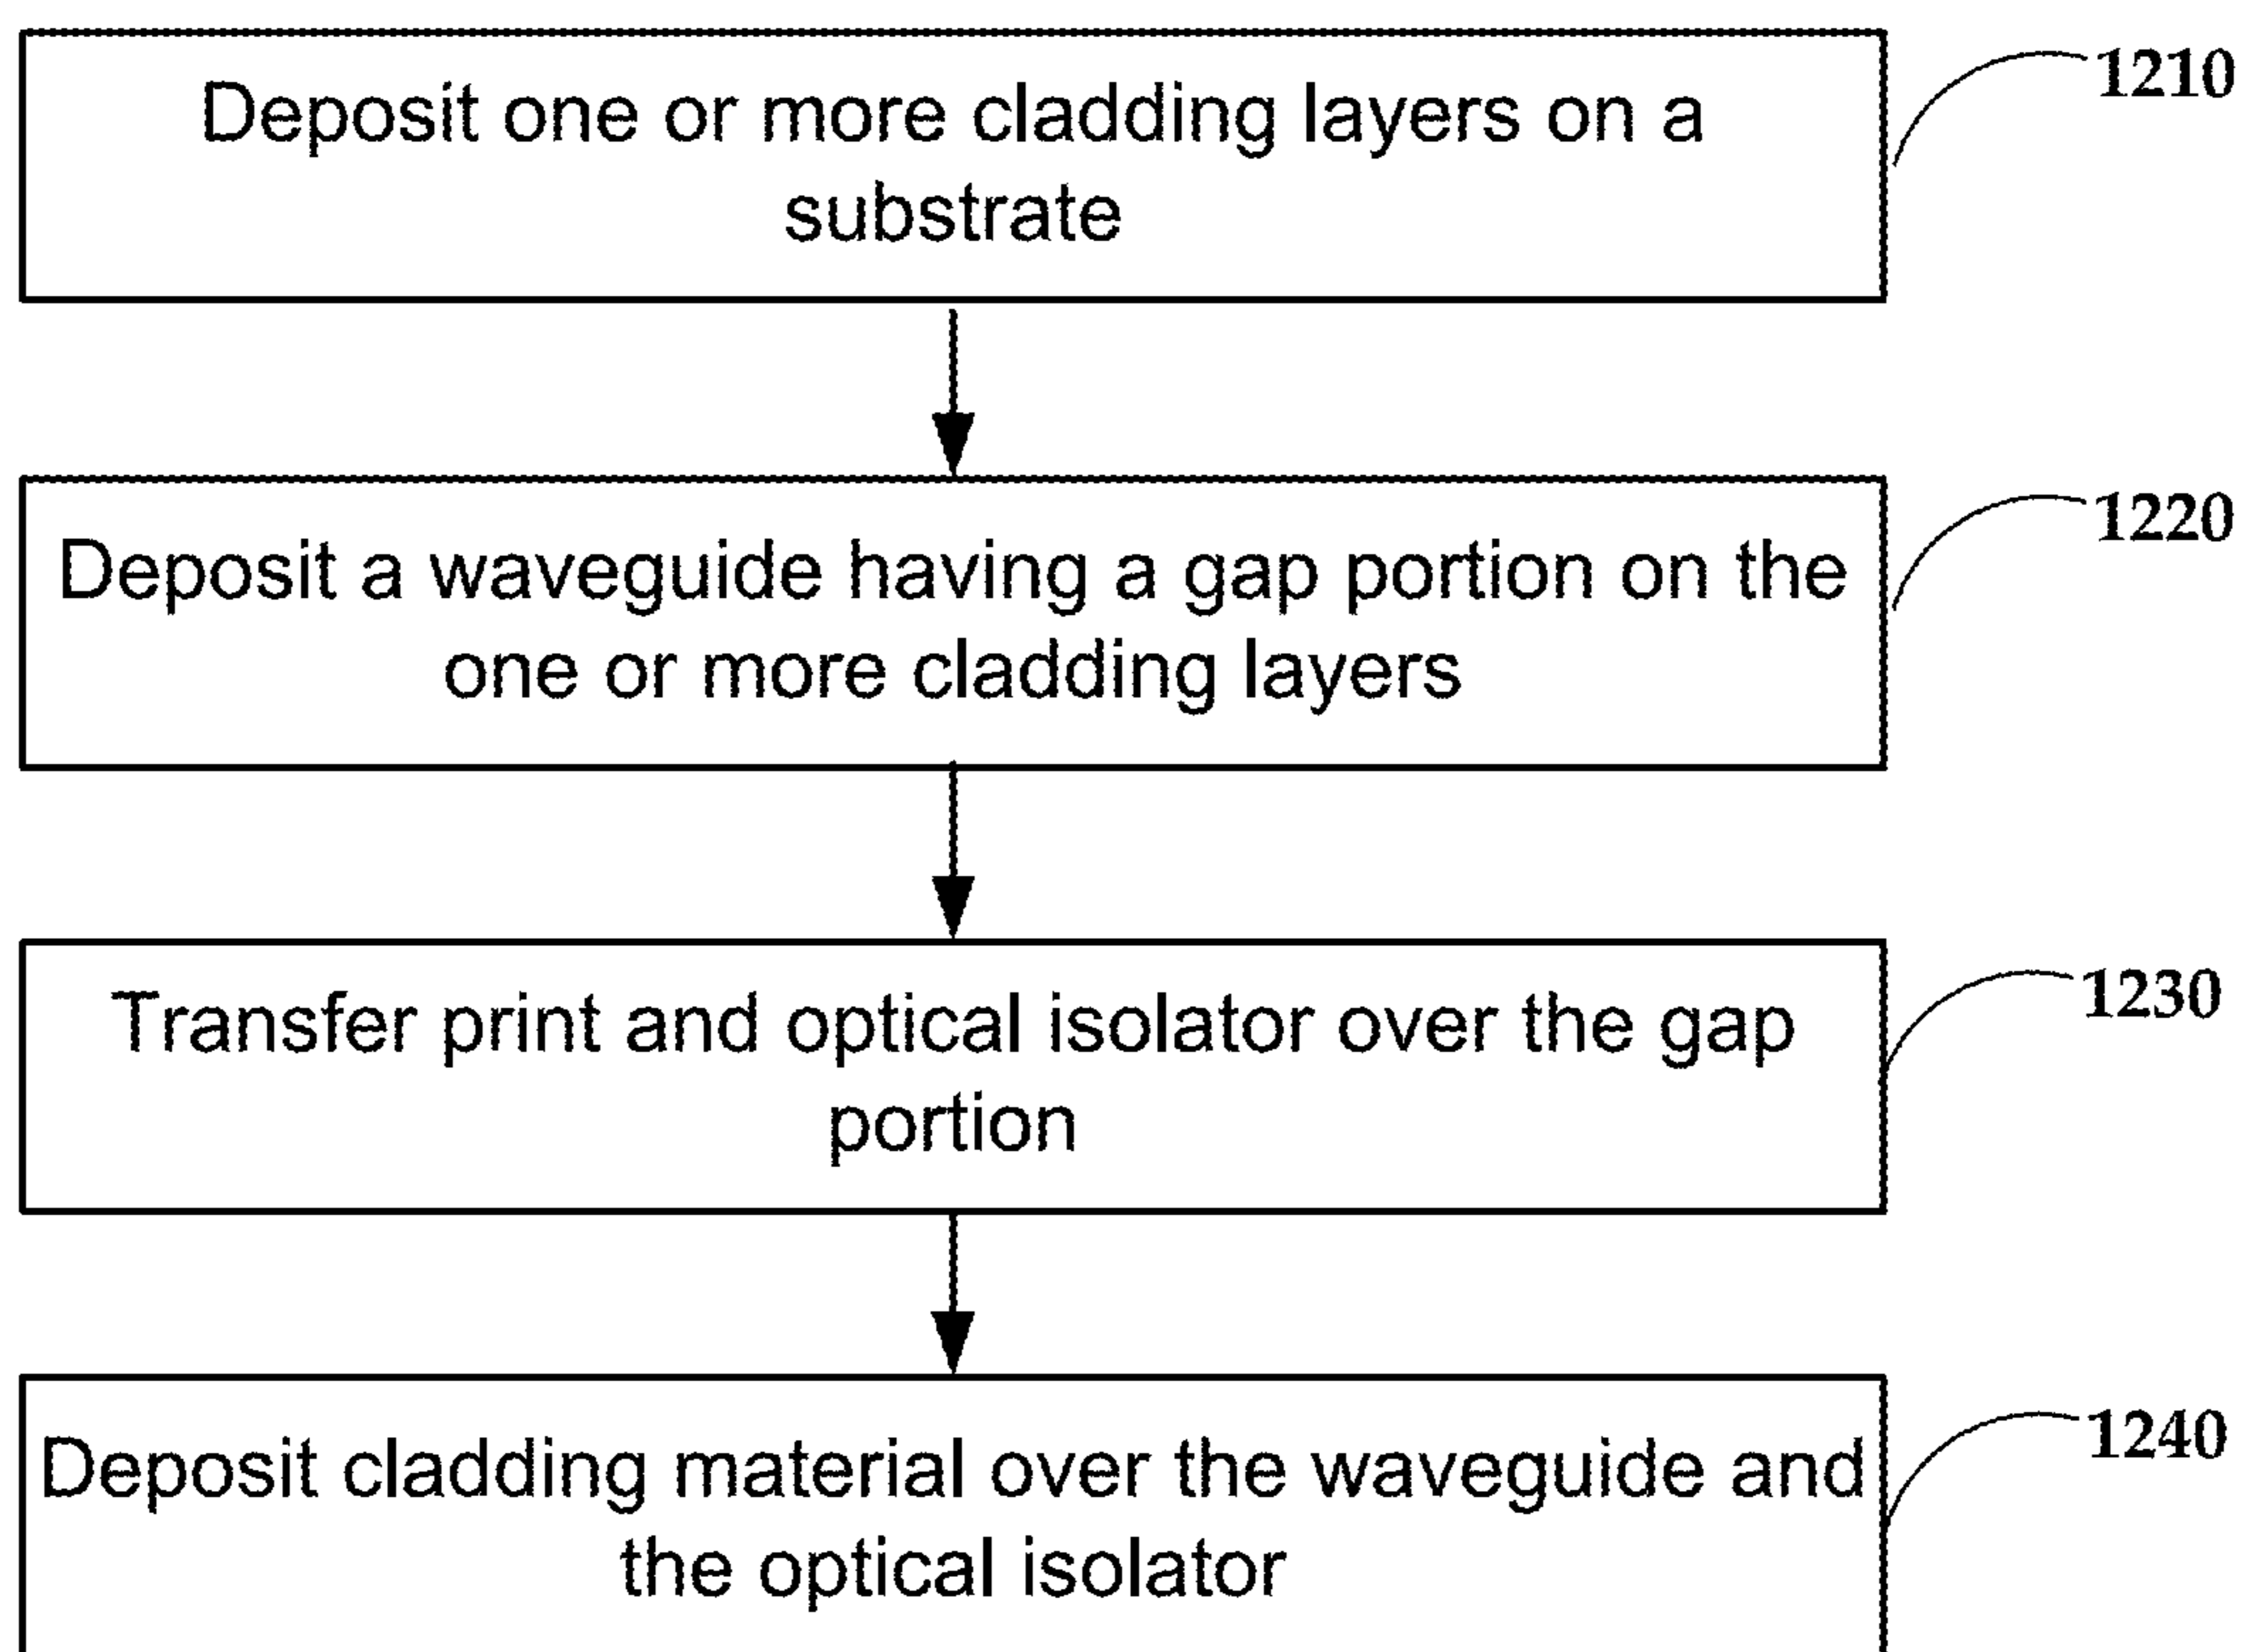 Deposit one or more cladding layers on a
substrate
1210
Deposit a waveguide having a gap portion on the
one or more cladding layers
1220
Transfer print and optical isolator over the gap
portion
1230
Deposit cladding material over the waveguide and
the optical isolator
1240